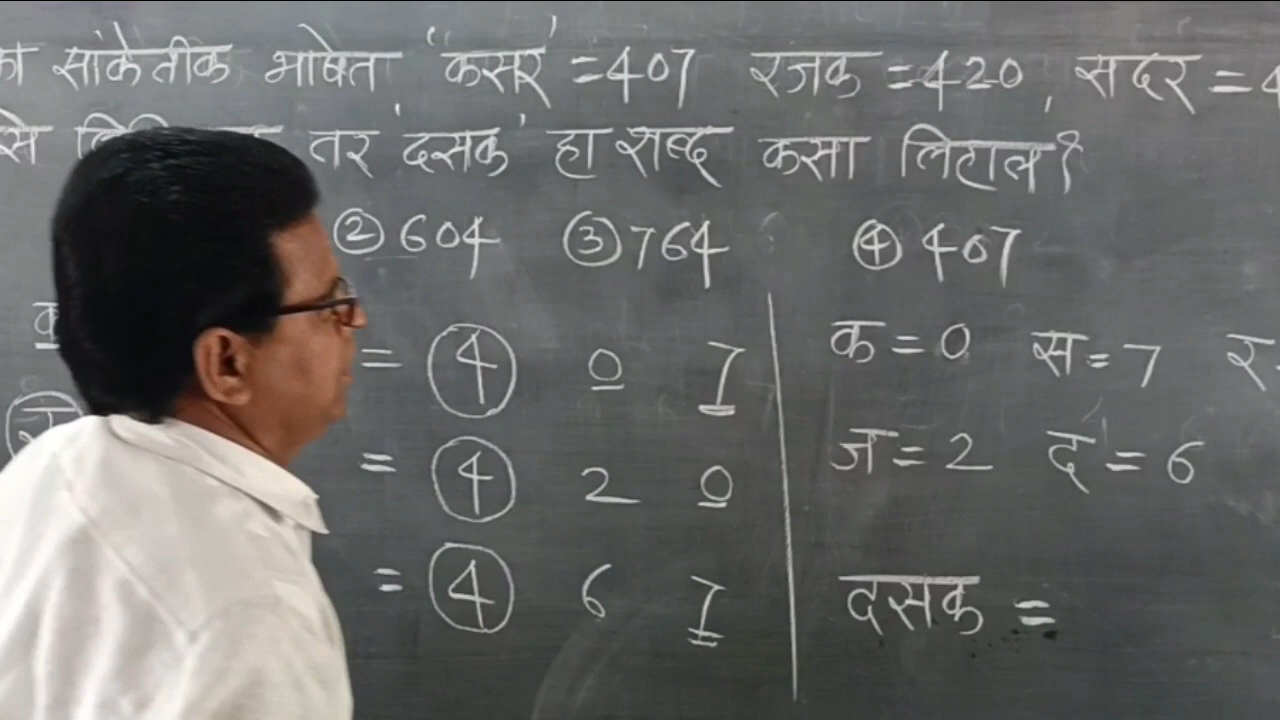 का सांकेतीक भाषेत "कसर' =407 रजक =420, सदर =4
तर 'दसक' हा शब्द कसा लिहाल?
② 604 ③ 764 ④ 407
क = 4 0 7 क=0 स=7 र=
र = 4 2 0 ज=2 द=6
= 4 6 7 दसक =